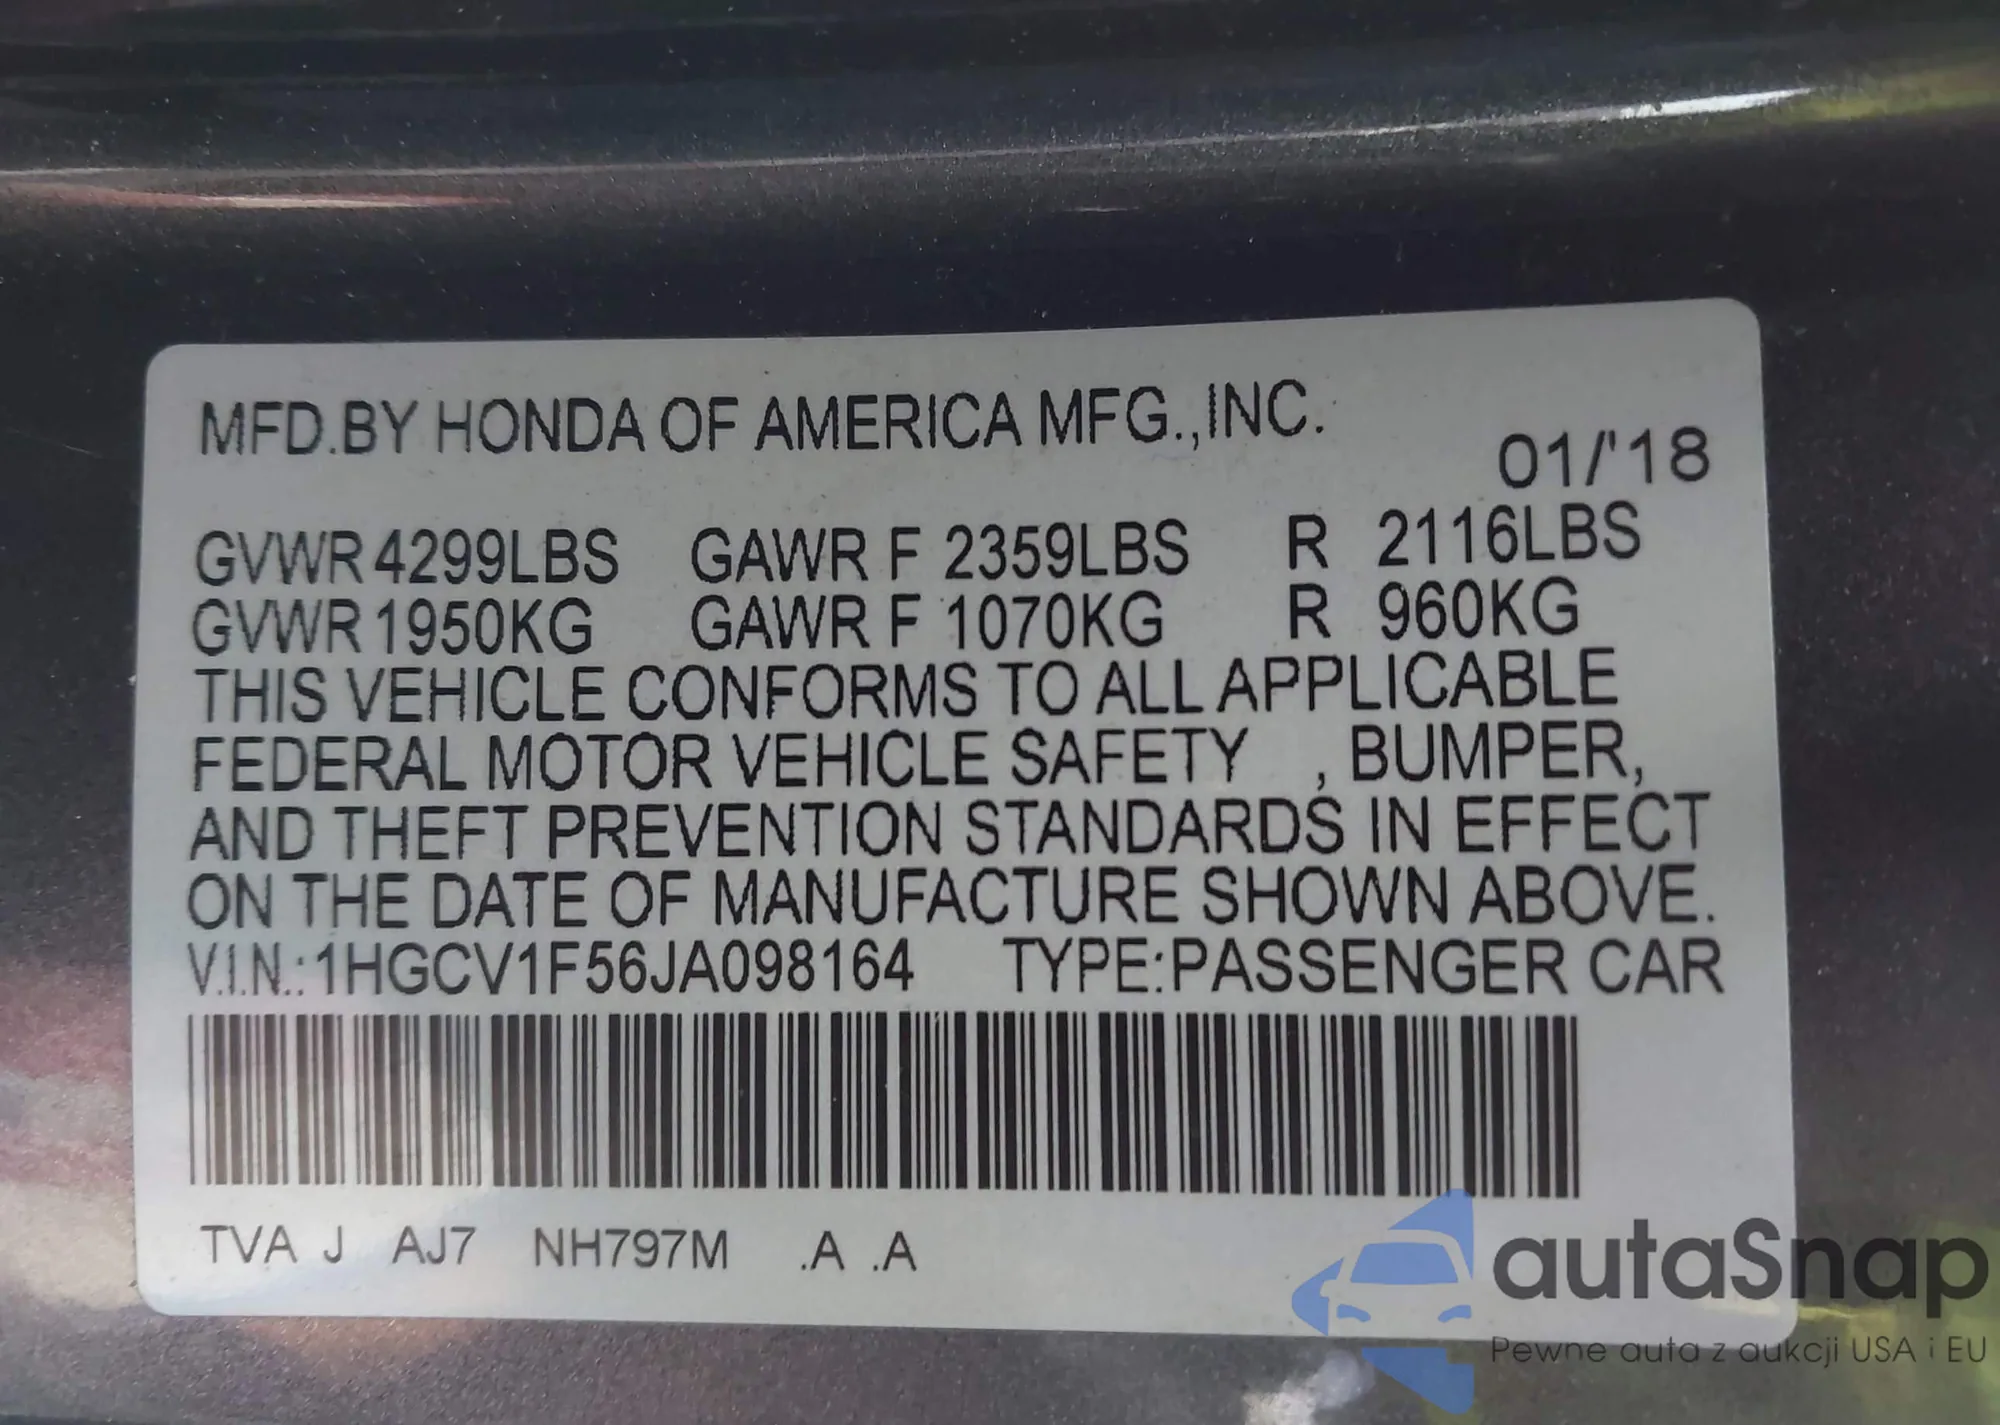 MFD.BY HONDA OF AMERICA MFG.,INC.
01/'18
GVWR 4299LBS GAWR F 2359LBS R 2116LBS
GVWR 1950KG GAWR F 1070KG R 960KG
THIS VEHICLE CONFORMS TO ALL APPLICABLE
FEDERAL MOTOR VEHICLE SAFETY , BUMPER,
AND THEFT PREVENTION STANDARDS IN EFFECT
ON THE DATE OF MANUFACTURE SHOWN ABOVE.
V.I.N.:1HGCV1F56JA098164 TYPE:PASSENGER CAR
TVA J AJ7 NH797M .A .A
autaSnap
Pewne auta z aukcji USA i EU